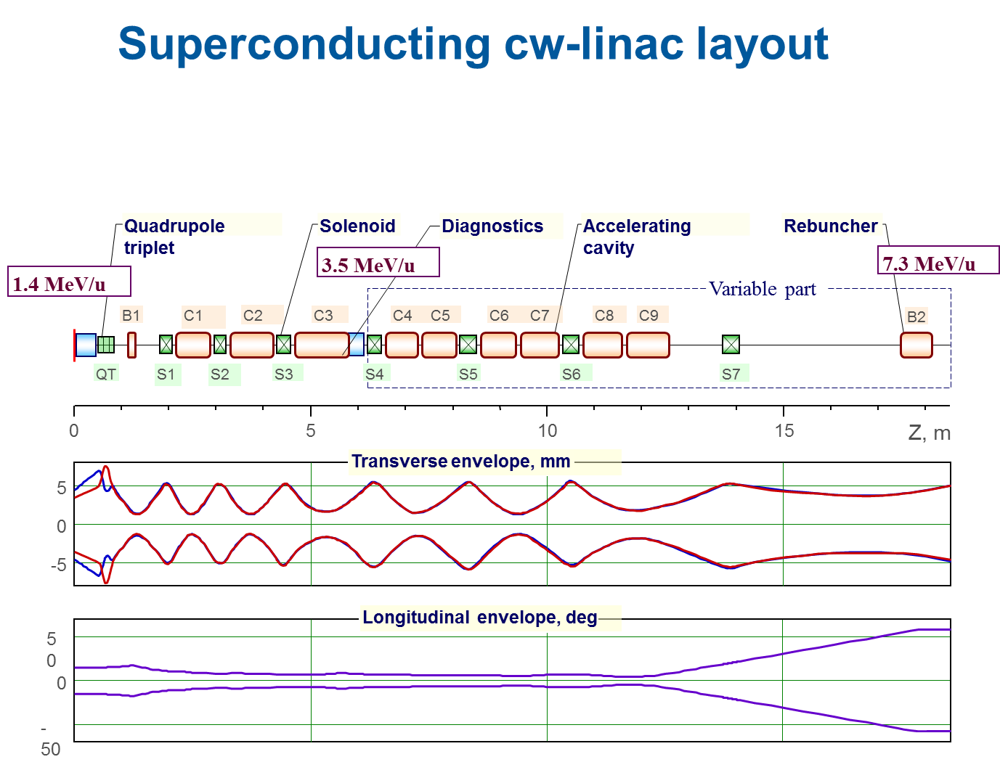 Superconducting cw-linac layout
Quadrupole
triplet
Solenoid
Diagnostics
Accelerating
cavity
Rebuncher
1.4 MeV/u
3.5 MeV/u
7.3 MeV/u
Variable part
B1 C1 C2 C3 C4 C5 C6 C7 C8 C9 B2
QT S1 S2 S3 S4 S5 S6 S7
0 5 10 15 Z, m
Transverse envelope, mm
5
0
-5
Longitudinal envelope, deg
5
0
0
-
50